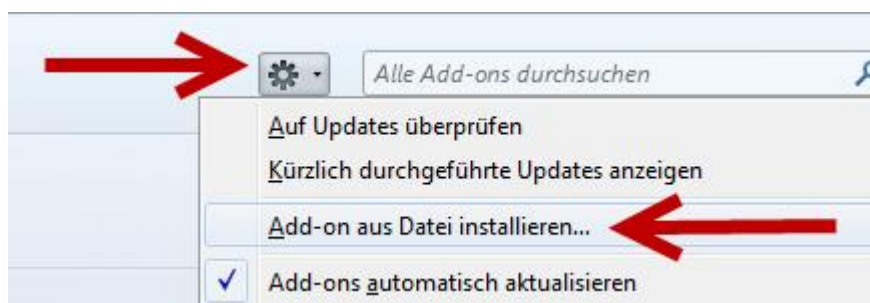 Alle Add-ons durchsuchen
Auf Updates überprüfen
Kürzlich durchgeführte Updates anzeigen
Add-on aus Datei installieren...
Add-ons automatisch aktualisieren